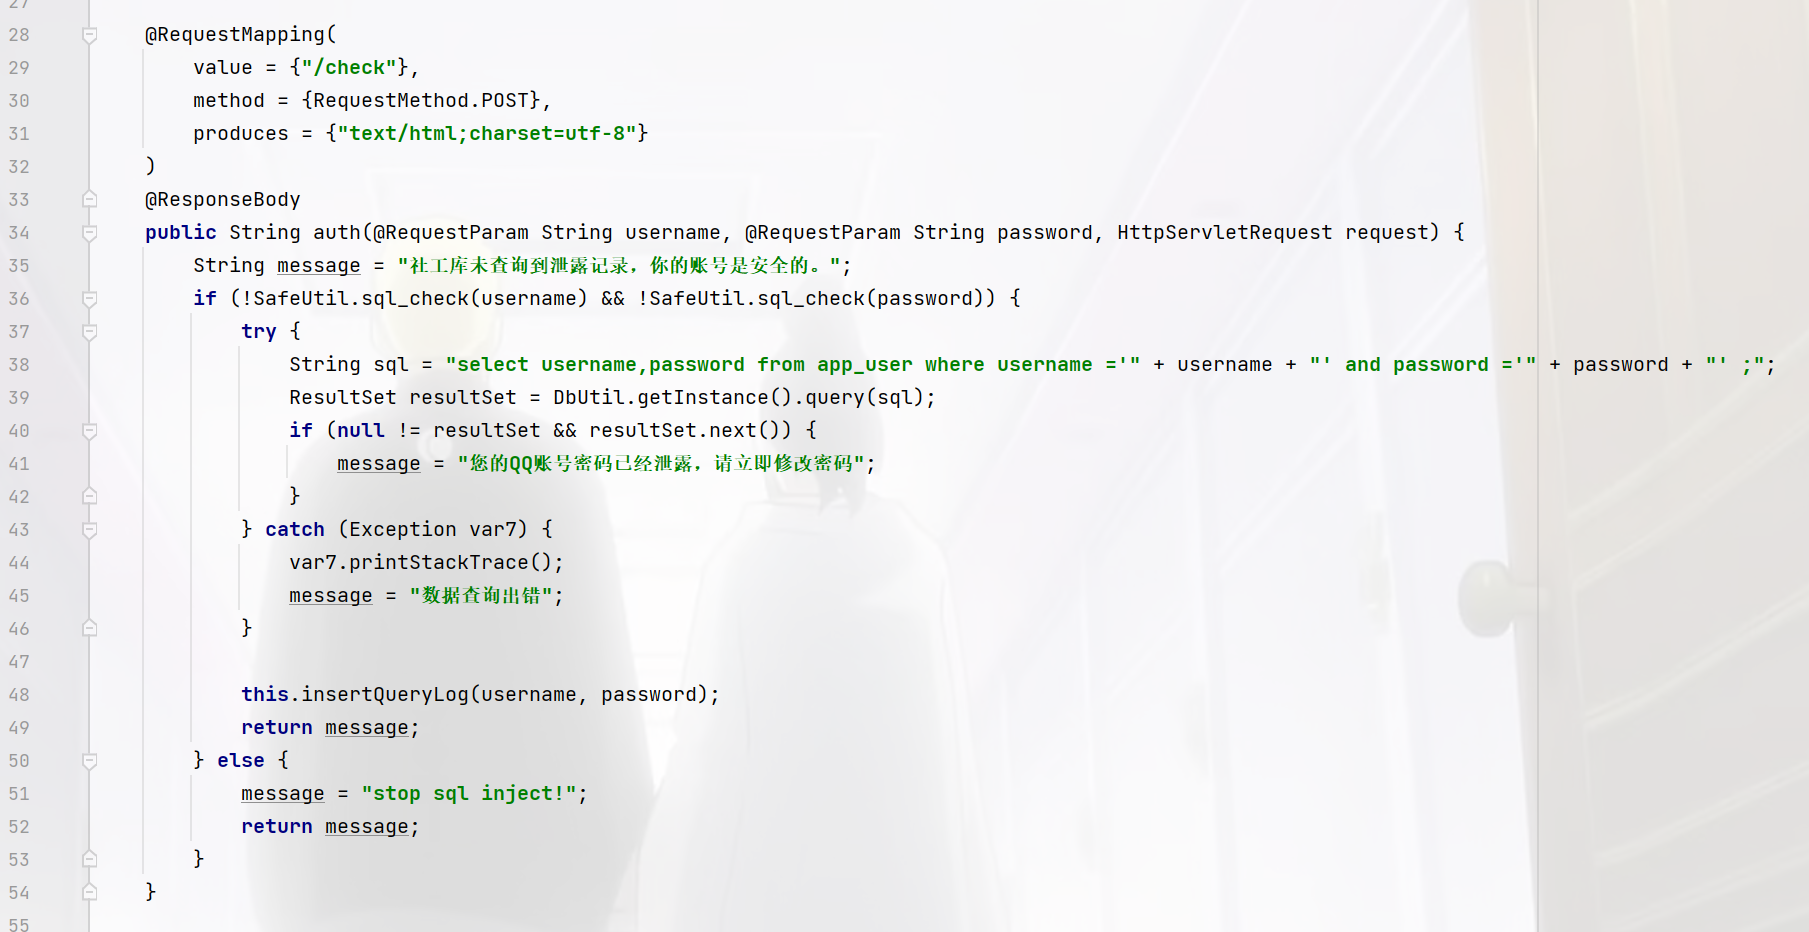 27
28 @RequestMapping(
29 value = {"/check"},
30 method = {RequestMethod.POST},
31 produces = {"text/html;charset=utf-8"}
32 )
33 @ResponseBody
34 public String auth(@RequestParam String username, @RequestParam String password, HttpServletRequest request) {
35 String message = "社工库未查询到泄露记录，你的账号是安全的。";
36 if (!SafeUtil.sql_check(username) && !SafeUtil.sql_check(password)) {
37 try {
38 String sql = "select username,password from app_user where username ='" + username + "' and password ='" + password + "' ;";
39 ResultSet resultSet = DbUtil.getInstance().query(sql);
40 if (null != resultSet && resultSet.next()) {
41 message = "您的QQ账号密码已经泄露，请立即修改密码";
42 }
43 } catch (Exception var7) {
44 var7.printStackTrace();
45 message = "数据查询出错";
46 }
47
48 this.insertQueryLog(username, password);
49 return message;
50 } else {
51 message = "stop sql inject!";
52 return message;
53 }
54 }
55